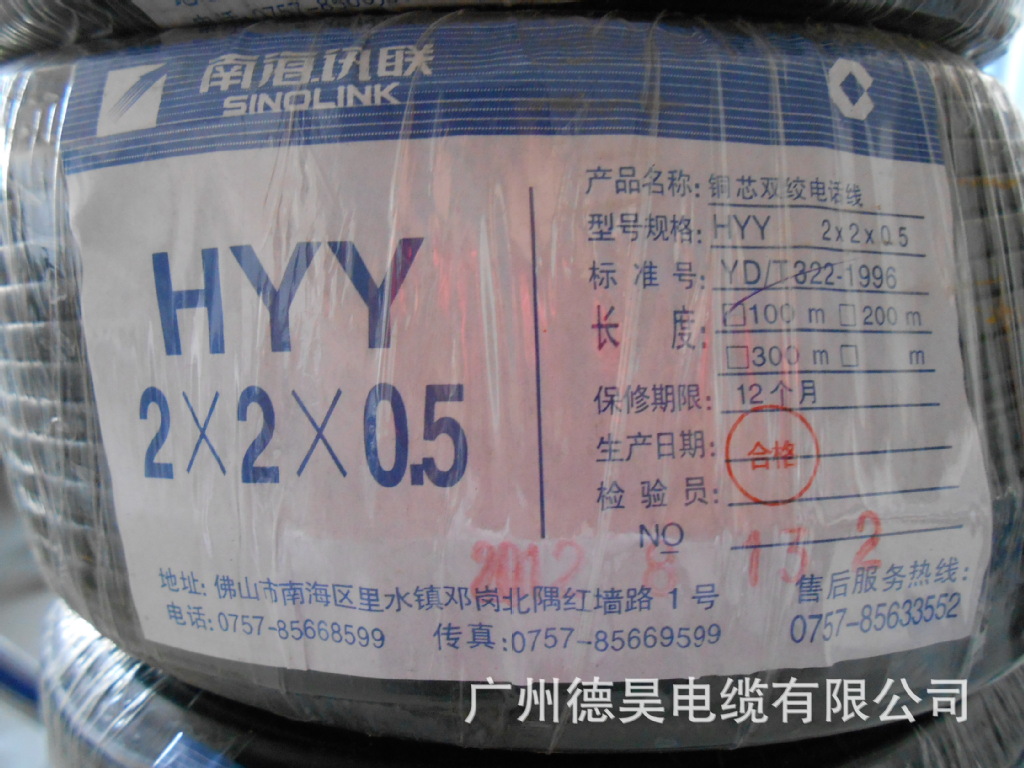 电话:0757-8566
南海讯联
SINOLINK
HYY
2×2×0.5
产品名称: 铜芯双绞电话线
型号规格: HYY 2x2x0.5
标准号: YD/T322-1996
长度: □100 m □200 m
□300 m □ m
保修期限: 12个月
生产日期:
合格
检验员:
NO
2012 8 13 2
地址: 佛山市南海区里水镇邓岗北隅红墙路1号
电话:0757-85668599 传真:0757-85669599
售后服务热线:
0757-85633552
广州德昊电缆有限公司